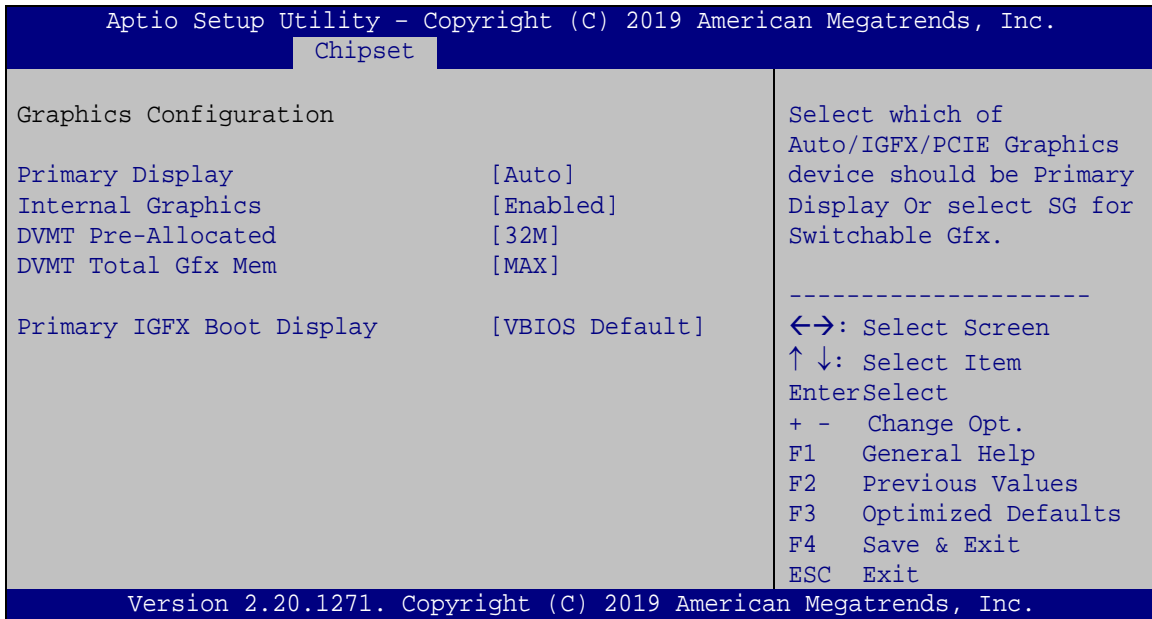 Aptio Setup Utility – Copyright (C) 2019 American Megatrends, Inc.
Chipset
Graphics Configuration
Primary Display [Auto]
Internal Graphics [Enabled]
DVMT Pre-Allocated [32M]
DVMT Total Gfx Mem [MAX]
Primary IGFX Boot Display [VBIOS Default]
Select which of
Auto/IGFX/PCIE Graphics
device should be Primary
Display Or select SG for
Switchable Gfx.
---------------------
←→: Select Screen
↑ ↓: Select Item
EnterSelect
+ - Change Opt.
F1 General Help
F2 Previous Values
F3 Optimized Defaults
F4 Save & Exit
ESC Exit
Version 2.20.1271. Copyright (C) 2019 American Megatrends, Inc.